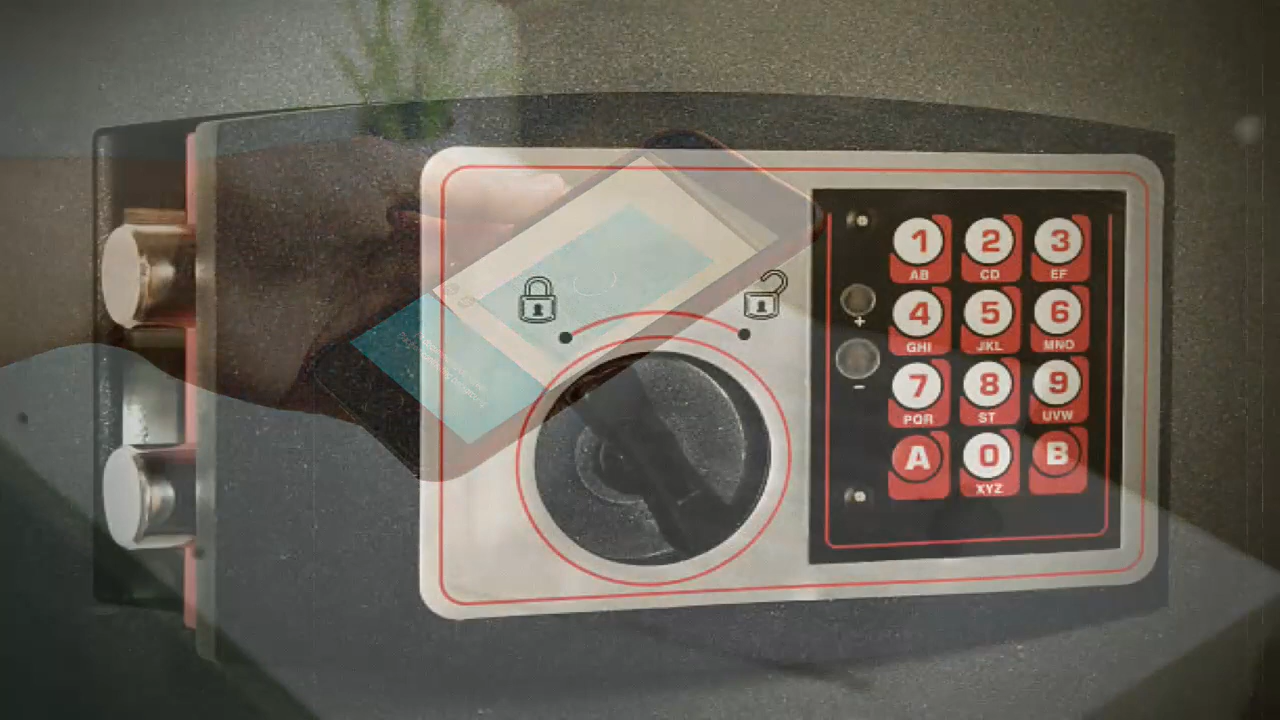 1 2 3
AB CD EF
+
4 5 6
GHI JKL MNO
-
7 8 9
PQR ST UVW
A 0 B
XYZ